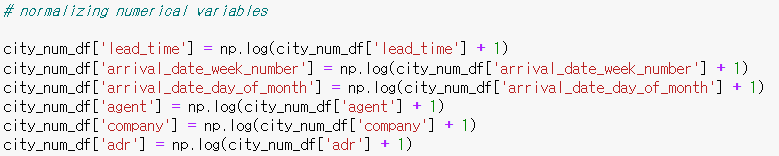 # normalizing numerical variables
city_num_df['lead_time'] = np.log(city_num_df['lead_time'] + 1)
city_num_df['arrival_date_week_number'] = np.log(city_num_df['arrival_date_week_number'] + 1)
city_num_df['arrival_date_day_of_month'] = np.log(city_num_df['arrival_date_day_of_month'] + 1)
city_num_df['agent'] = np.log(city_num_df['agent'] + 1)
city_num_df['company'] = np.log(city_num_df['company'] + 1)
city_num_df['adr'] = np.log(city_num_df['adr'] + 1)